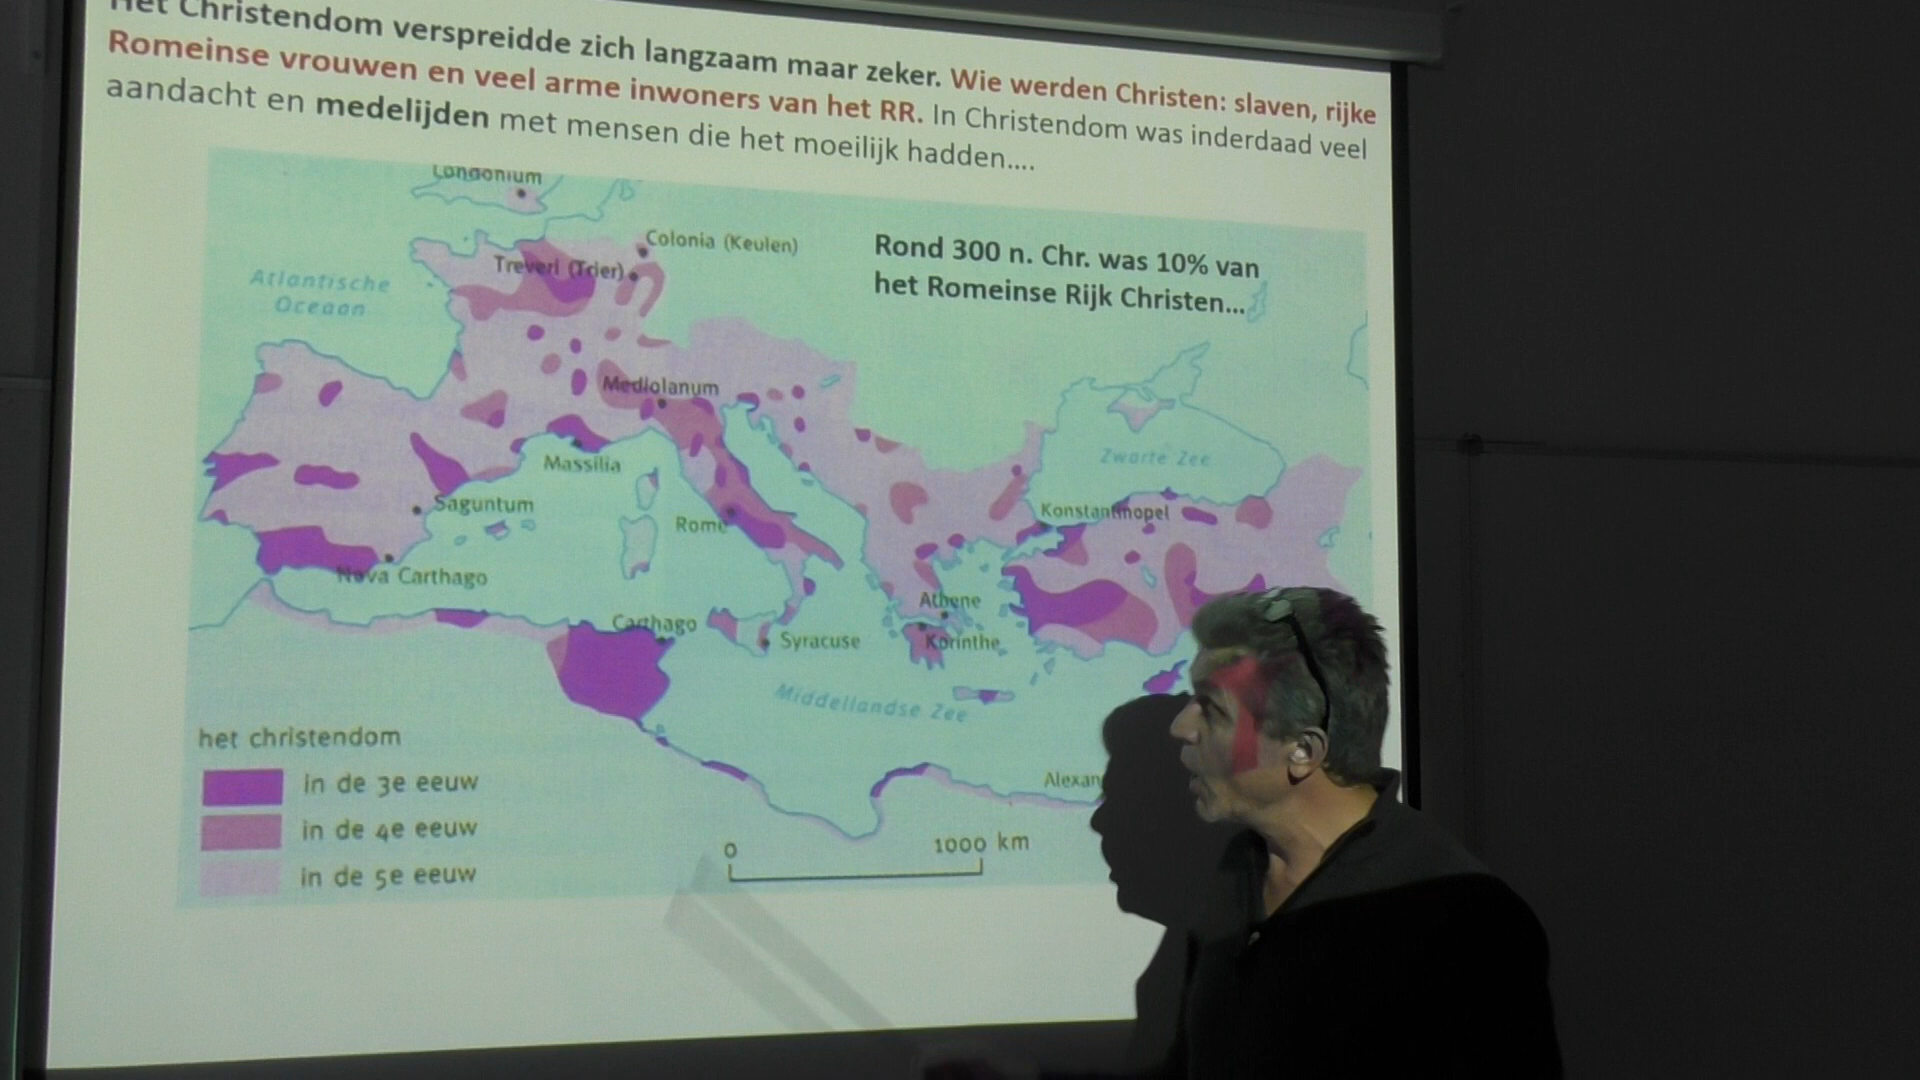 Het Christendom verspreidde zich langzaam maar zeker. Wie werden Christen: slaven, rijke
Romeinse vrouwen en veel arme inwoners van het RR. In Christendom was inderdaad veel
aandacht en medelijden met mensen die het moeilijk hadden....
Londonium
Colonia (Keulen)
Rond 300 n. Chr. was 10% van
het Romeinse Rijk Christen...
Treveri (Trier)
Atlantische
Oceaan
Mediolanum
Zwarte Zee
Massilia
Saguntum
Rome
Konstantinopel
Nova Carthago
Athene
Carthago
Syracuse
Korinthe
Middellandse Zee
het christendom
in de 3e eeuw
in de 4e eeuw
in de 5e eeuw
Alexan
0 1000 km